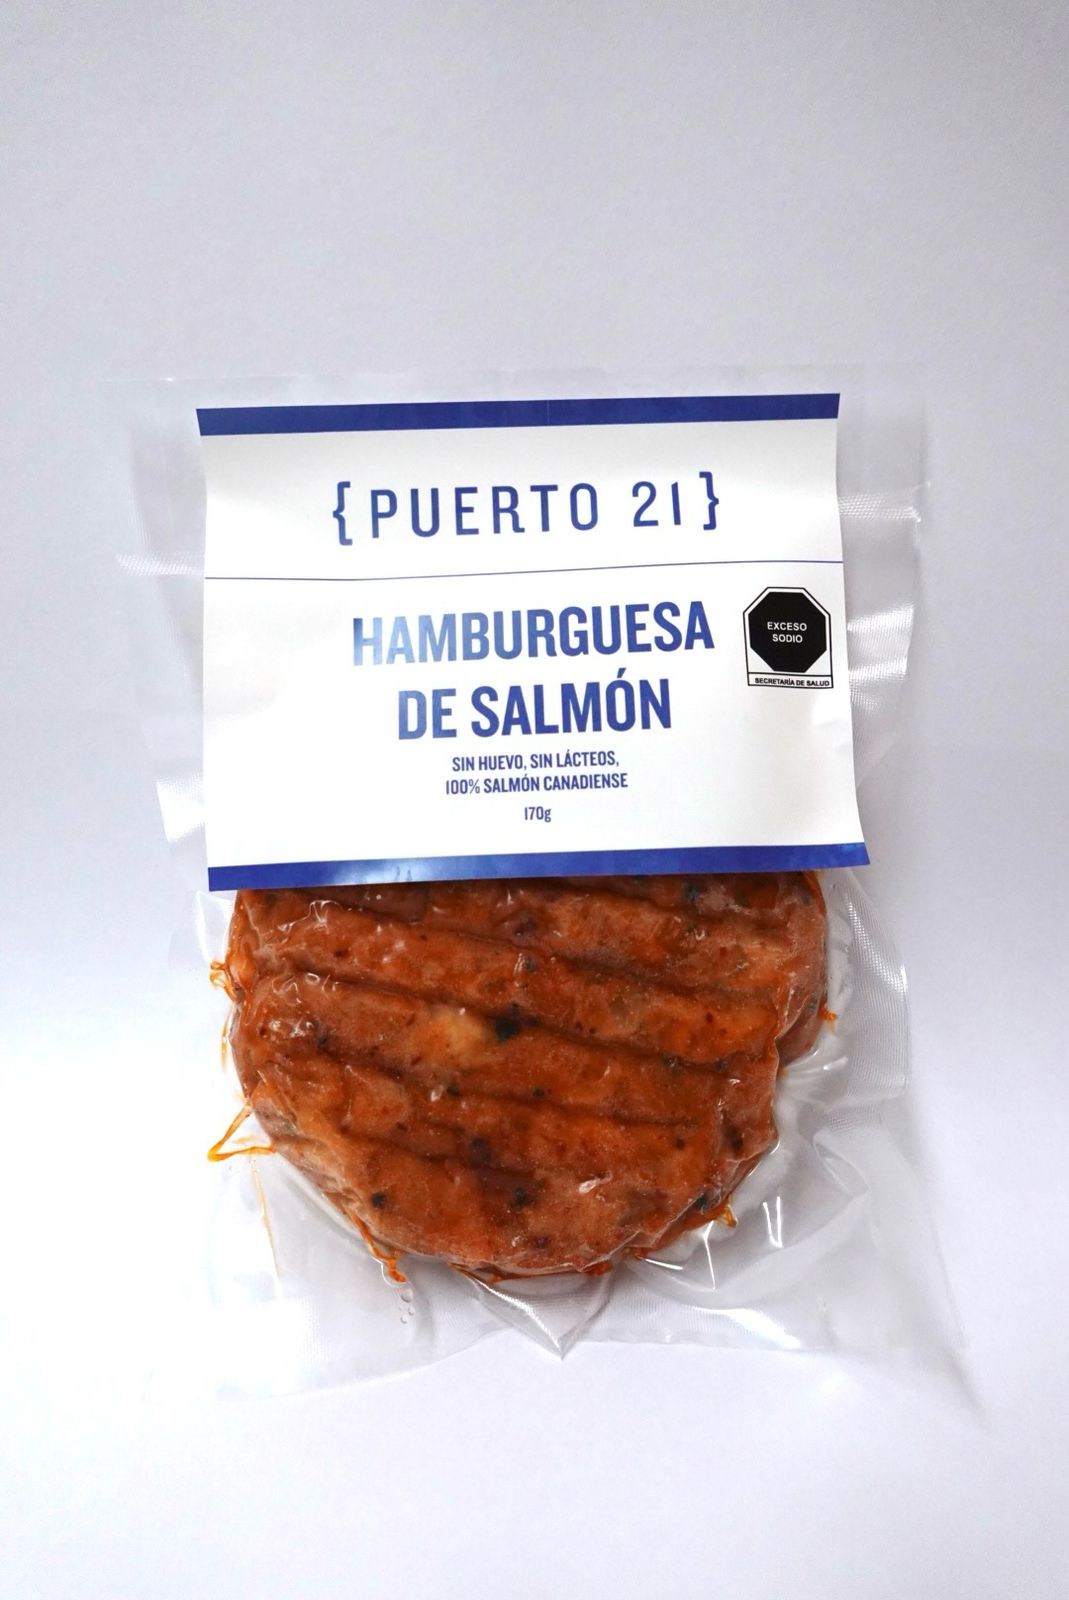 {PUERTO 21}
HAMBURGUESA
DE SALMÓN
EXCESO
SODIO
SECRETARÍA DE SALUD
SIN HUEVO, SIN LÁCTEOS,
100% SALMÓN CANADIENSE
170g